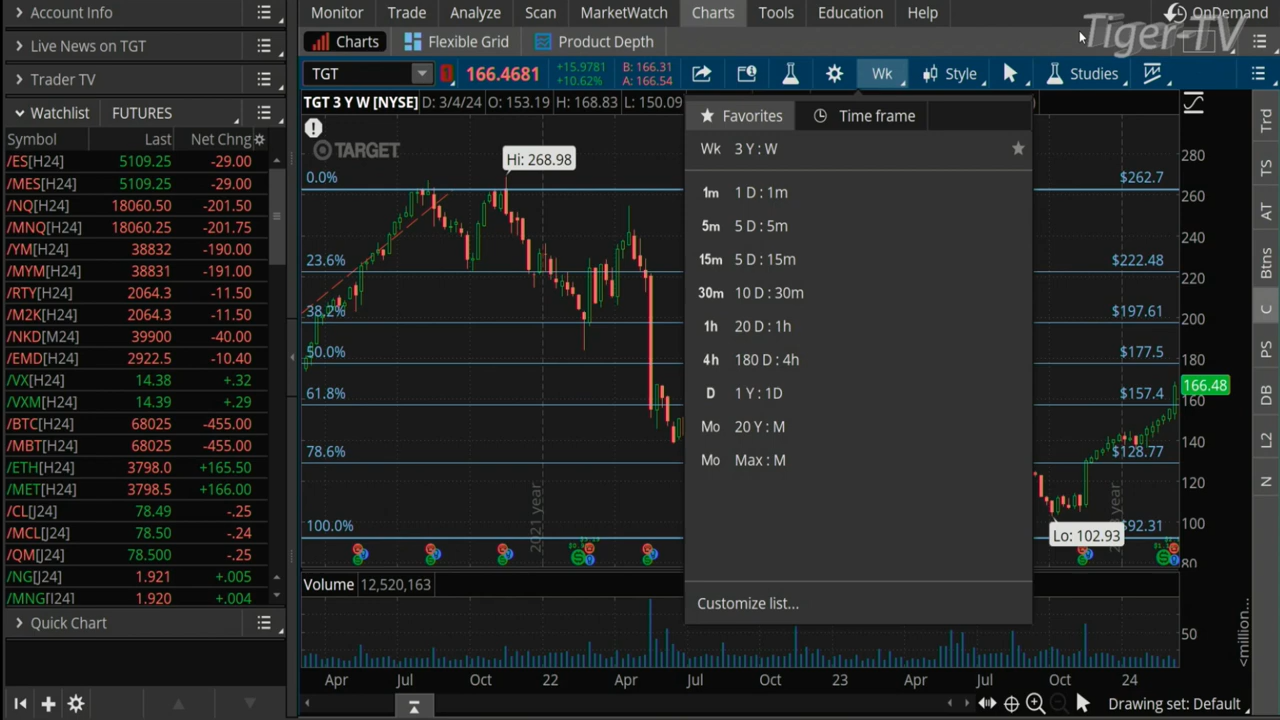 Account Info
Live News on TGT
Trader TV
Watchlist FUTURES
Symbol Last Net Chng
/ES[H24] 5109.25 -29.00
/MES[H24] 5109.25 -29.00
/NQ[H24] 18060.50 -201.50
/MNQ[H24] 18060.25 -201.75
/YM[H24] 38832 -190.00
/MYM[H24] 38831 -191.00
/RTY[H24] 2064.3 -11.50
/M2K[H24] 2064.3 -11.50
/NKD[M24] 39900 -40.00
/EMD[H24] 2922.5 -10.40
/VX[H24] 14.38 +.32
/VXM[H24] 14.39 +.29
/BTC[H24] 68025 -455.00
/MBT[H24] 68025 -455.00
/ETH[H24] 3798.0 +165.50
/MET[H24] 3798.5 +166.00
/CL[J24] 78.49 -.25
/MCL[J24] 78.50 -.24
/QM[J24] 78.500 -.25
/NG[J24] 1.921 +.005
/MNG[J24] 1.920 +.004
Quick Chart
Monitor Trade Analyze Scan MarketWatch Charts Tools Education Help
OnDemand
Tiger-TV
Charts Flexible Grid Product Depth
TGT 166.4681 +15.9781 +10.62% B: 166.31 A: 166.54 Wk Style Studies
TGT 3 Y W [NYSE] D: 3/4/24 O: 153.19 H: 168.83 L: 150.09
TARGET
Hi: 268.98
0.0% $262.7
23.6% $222.48
38.2% $197.61
50.0% $177.5
61.8% $157.4
78.6% $128.77
100.0% $92.31
Lo: 102.93
2021 year
Favorites Time frame
Wk 3 Y : W
1m 1 D : 1m
5m 5 D : 5m
15m 5 D : 15m
30m 10 D : 30m
1h 20 D : 1h
4h 180 D : 4h
D 1 Y : 1D
Mo 20 Y : M
Mo Max : M
Customize list...
280
260
240
220
200
180
166.48
160
140
120
100
80
Volume 12,520,163
50
<million...
Apr Jul Oct 22 Apr Jul Oct 23 Apr Jul Oct 24
Drawing set: Default
Trd
TS
AT
Btns
C
PS
DB
L2
N